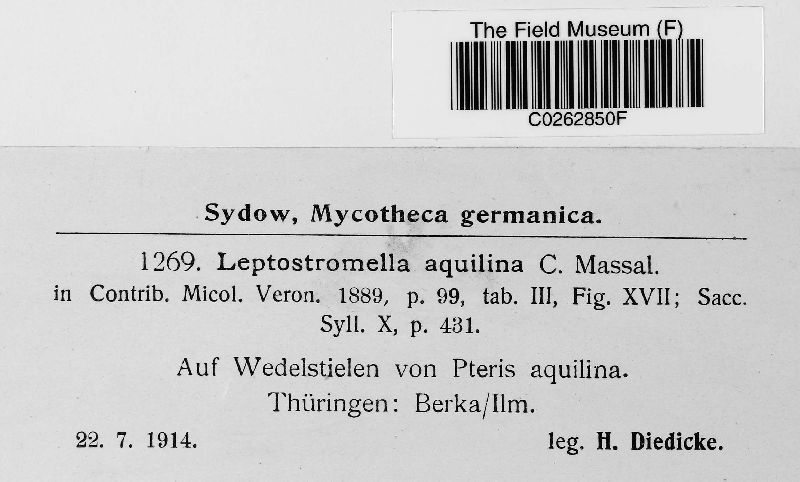 The Field Museum (F)
C0262850F
Sydow, Mycotheca germanica.
1269. Leptostromella aquilina C. Massal.
in Contrib. Micol. Veron. 1889, p. 99, tab. III, Fig. XVII; Sacc.
Syll. X, p. 431.
Auf Wedelstielen von Pteris aquilina.
Thüringen: Berka/Ilm.
22. 7. 1914. leg. H. Diedicke.